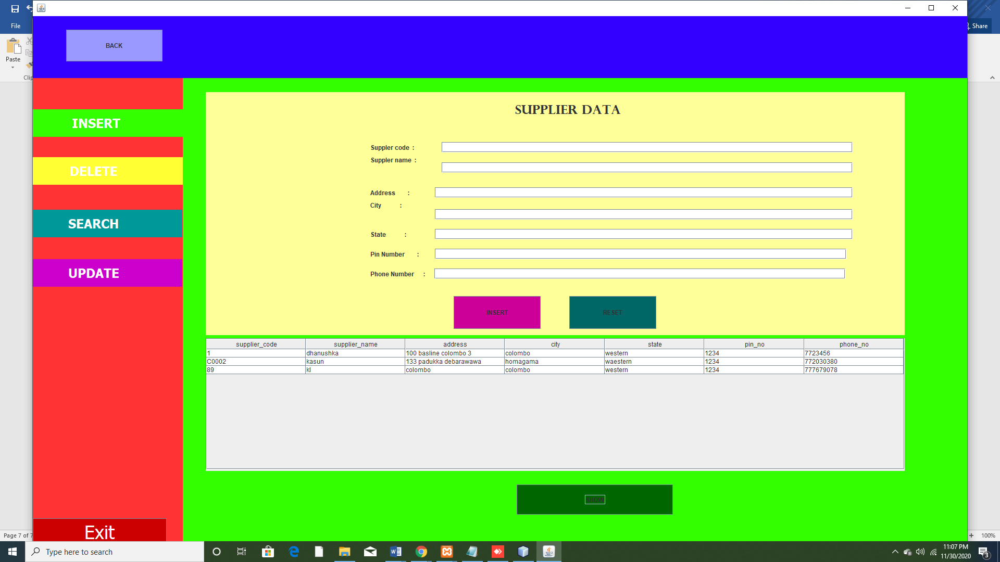 File
Share
Paste
Clip
BACK
INSERT
DELETE
SEARCH
UPDATE
Exit
SUPPLIER DATA
Suppler code :
Suppler name :
Address :
City :
State :
Pin Number :
Phone Number :
INSERT RESET
supplier_code supplier_name address city state pin_no phone_no
1 dhanushka 100 basline colombo 3 colombo western 1234 7723456
C0002 kasun 133 padukka debarawawa homagama waestern 1234 772030380
89 kl colombo colombo western 1234 777679078
SHOW
Page 7 of 7
100%
Type here to search
11:07 PM
11/30/2020
3